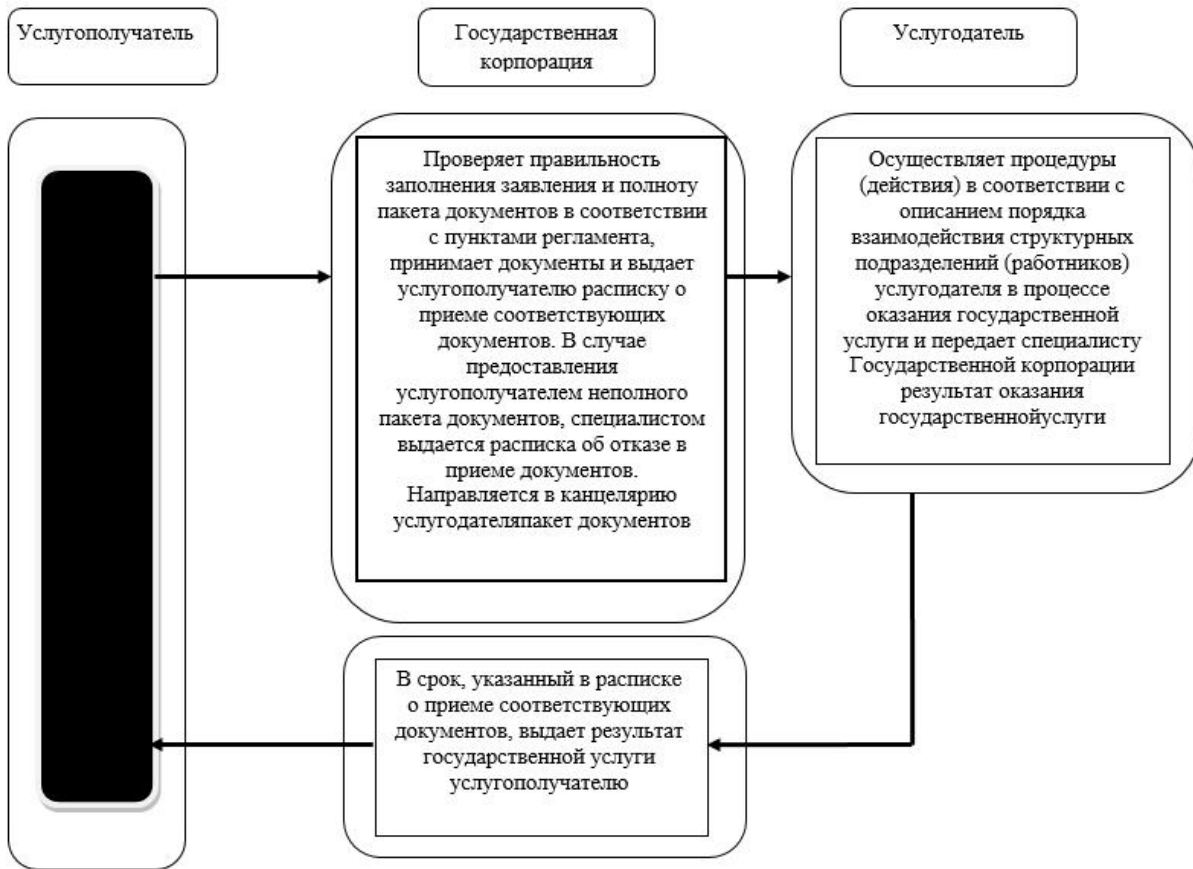 Услугополучатель
Государственная
корпорация
Услугодатель
Проверяет правильность
заполнения заявления и полноту
пакета документов в соответствии
с пунктами регламента,
принимает документы и выдает
услугополучателю расписку о
приеме соответствующих
документов. В случае
предоставления
услугополучателем неполного
пакета документов, специалистом
выдается расписка об отказе в
приеме документов.
Направляется в канцелярию
услугодателяпакет документов
Осуществляет процедуры
(действия) в соответствии с
описанием порядка
взаимодействия структурных
подразделений (работников)
услугодателя в процессе
оказания государственной
услуги и передает специалисту
Государственной корпорации
результат оказания
государственнойуслуги
В срок, указанный в расписке
о приеме соответствующих
документов, выдает результат
государственной услуги
услугополучателю